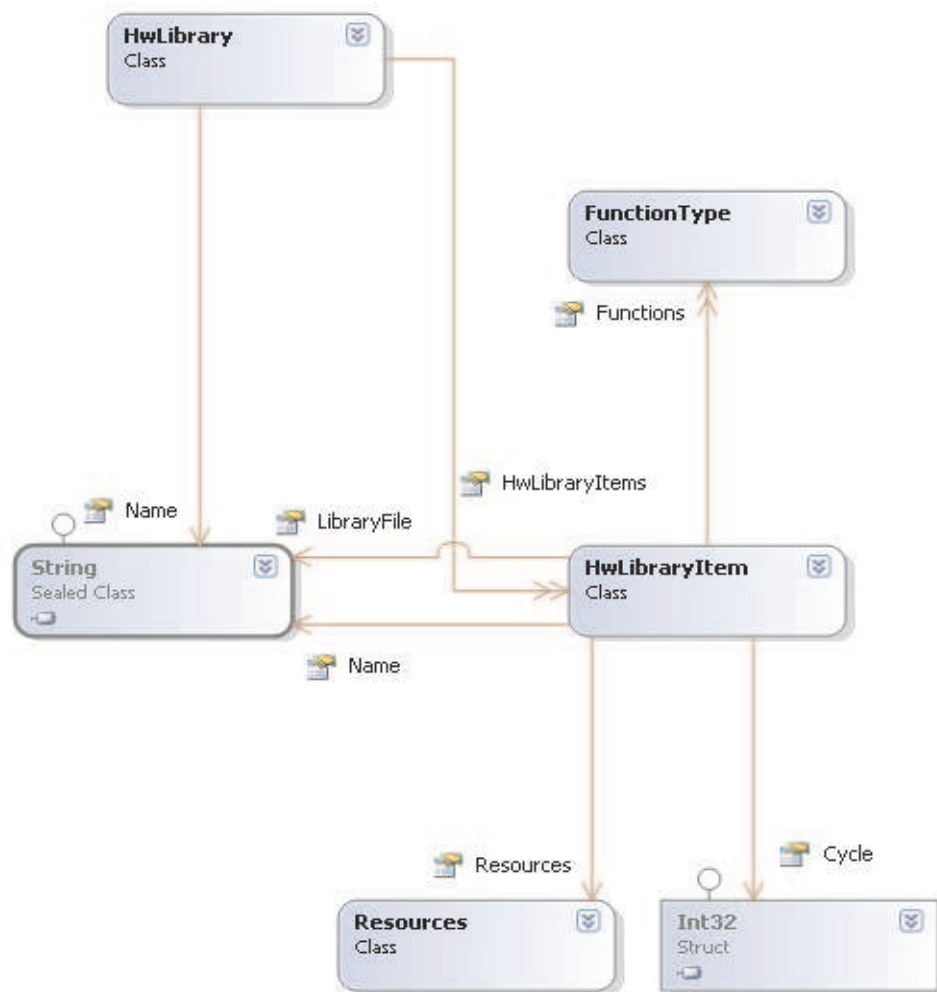 HwLibrary
Class
FunctionType
Class
Functions
HwLibraryItems
Name
LibraryFile
String
Sealed Class
HwLibraryItem
Class
Name
Resources
Cycle
Resources
Class
Int32
Struct